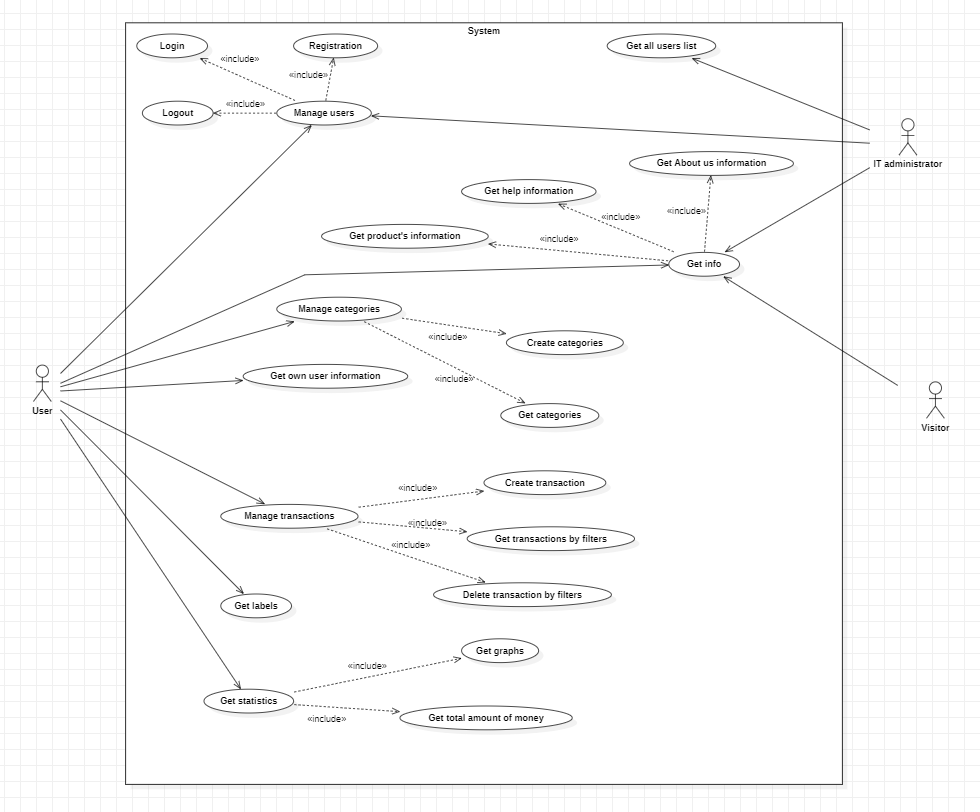 System
Login
Registration
Get all users list
«include»
«include»
«include»
Logout
Manage users
IT administrator
Get About us information
Get help information
«include»
«include»
Get product's information
«include»
Get info
Manage categories
«include»
Create categories
Get own user information
«include»
User
Get categories
Visitor
Create transaction
«include»
Manage transactions
«include»
Get transactions by filters
«include»
Delete transaction by filters
Get labels
Get graphs
«include»
Get statistics
«include»
Get total amount of money